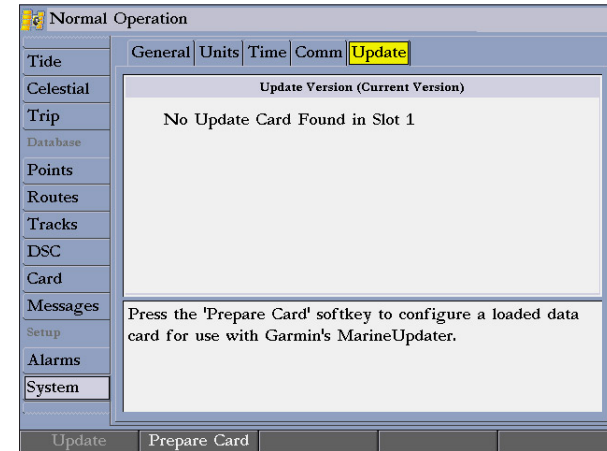 Normal Operation
General Units Time Comm Update
Tide
Celestial
Trip
Database
Points
Routes
Tracks
DSC
Card
Messages
Setup
Alarms
System
Update Version (Current Version)
No Update Card Found in Slot 1
Press the 'Prepare Card' softkey to configure a loaded data
card for use with Garmin's MarineUpdater.
Update Prepare Card